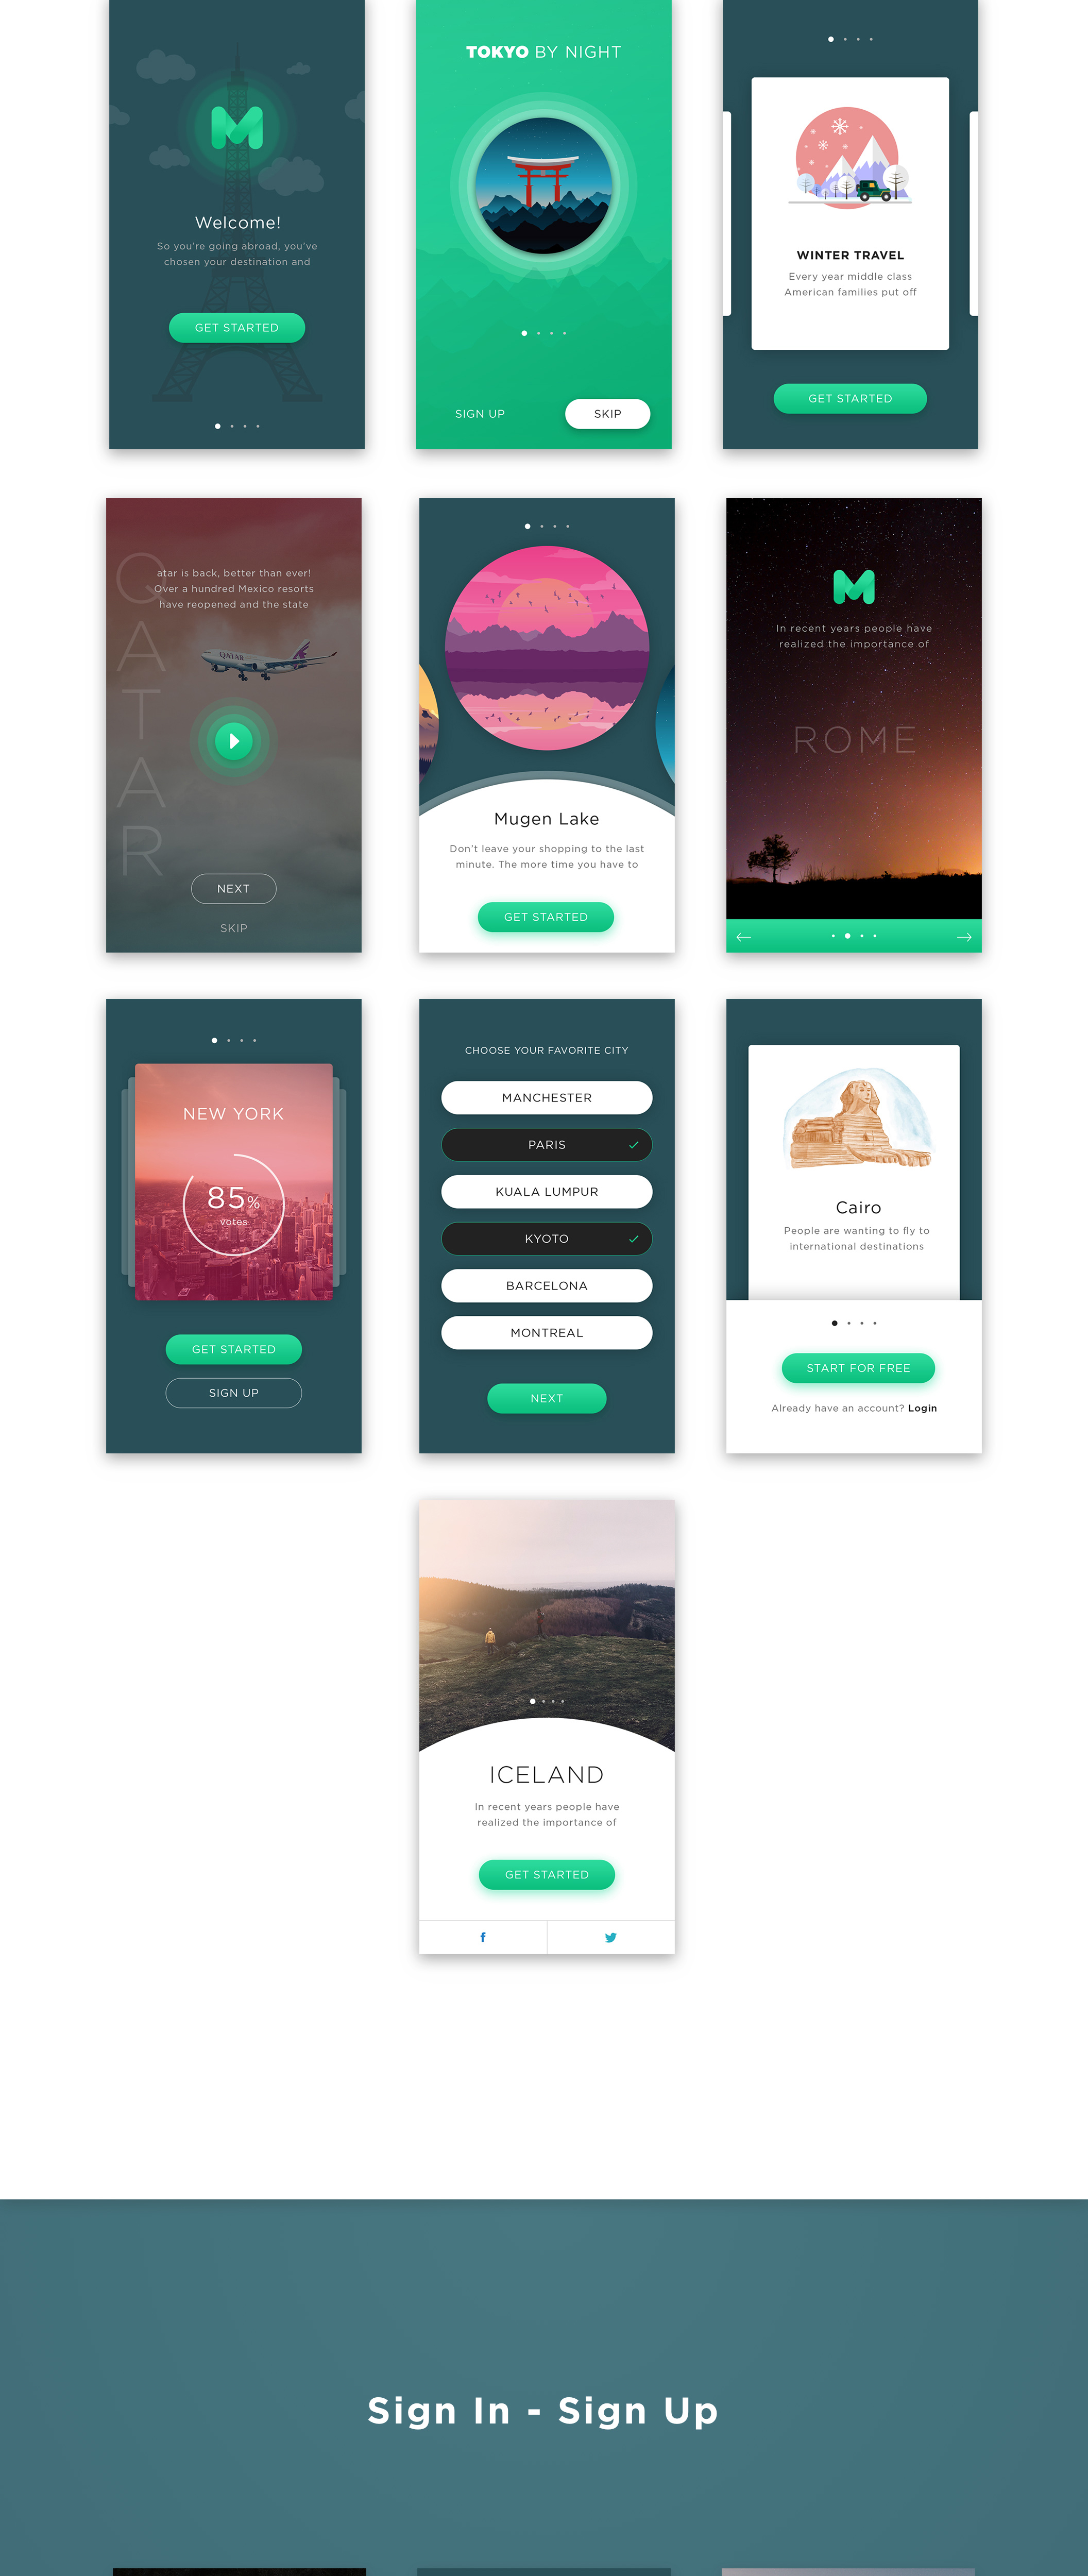 Welcome!
So you're going abroad, you've
chosen your destination and
GET STARTED
TOKYO BY NIGHT
SIGN UP
SKIP
WINTER TRAVEL
Every year middle class
American families put off
GET STARTED
QATAR
atar is back, better than ever!
Over a hundred Mexico resorts
have reopened and the state
QATAR
NEXT
SKIP
Mugen Lake
Don't leave your shopping to the last
minute. The more time you have to
GET STARTED
In recent years people have
realized the importance of
ROME
NEW YORK
85%
votes
GET STARTED
SIGN UP
CHOOSE YOUR FAVORITE CITY
MANCHESTER
PARIS
KUALA LUMPUR
KYOTO
BARCELONA
MONTREAL
NEXT
Cairo
People are wanting to fly to
international destinations
START FOR FREE
Already have an account? Login
ICELAND
In recent years people have
realized the importance of
GET STARTED
Sign In - Sign Up